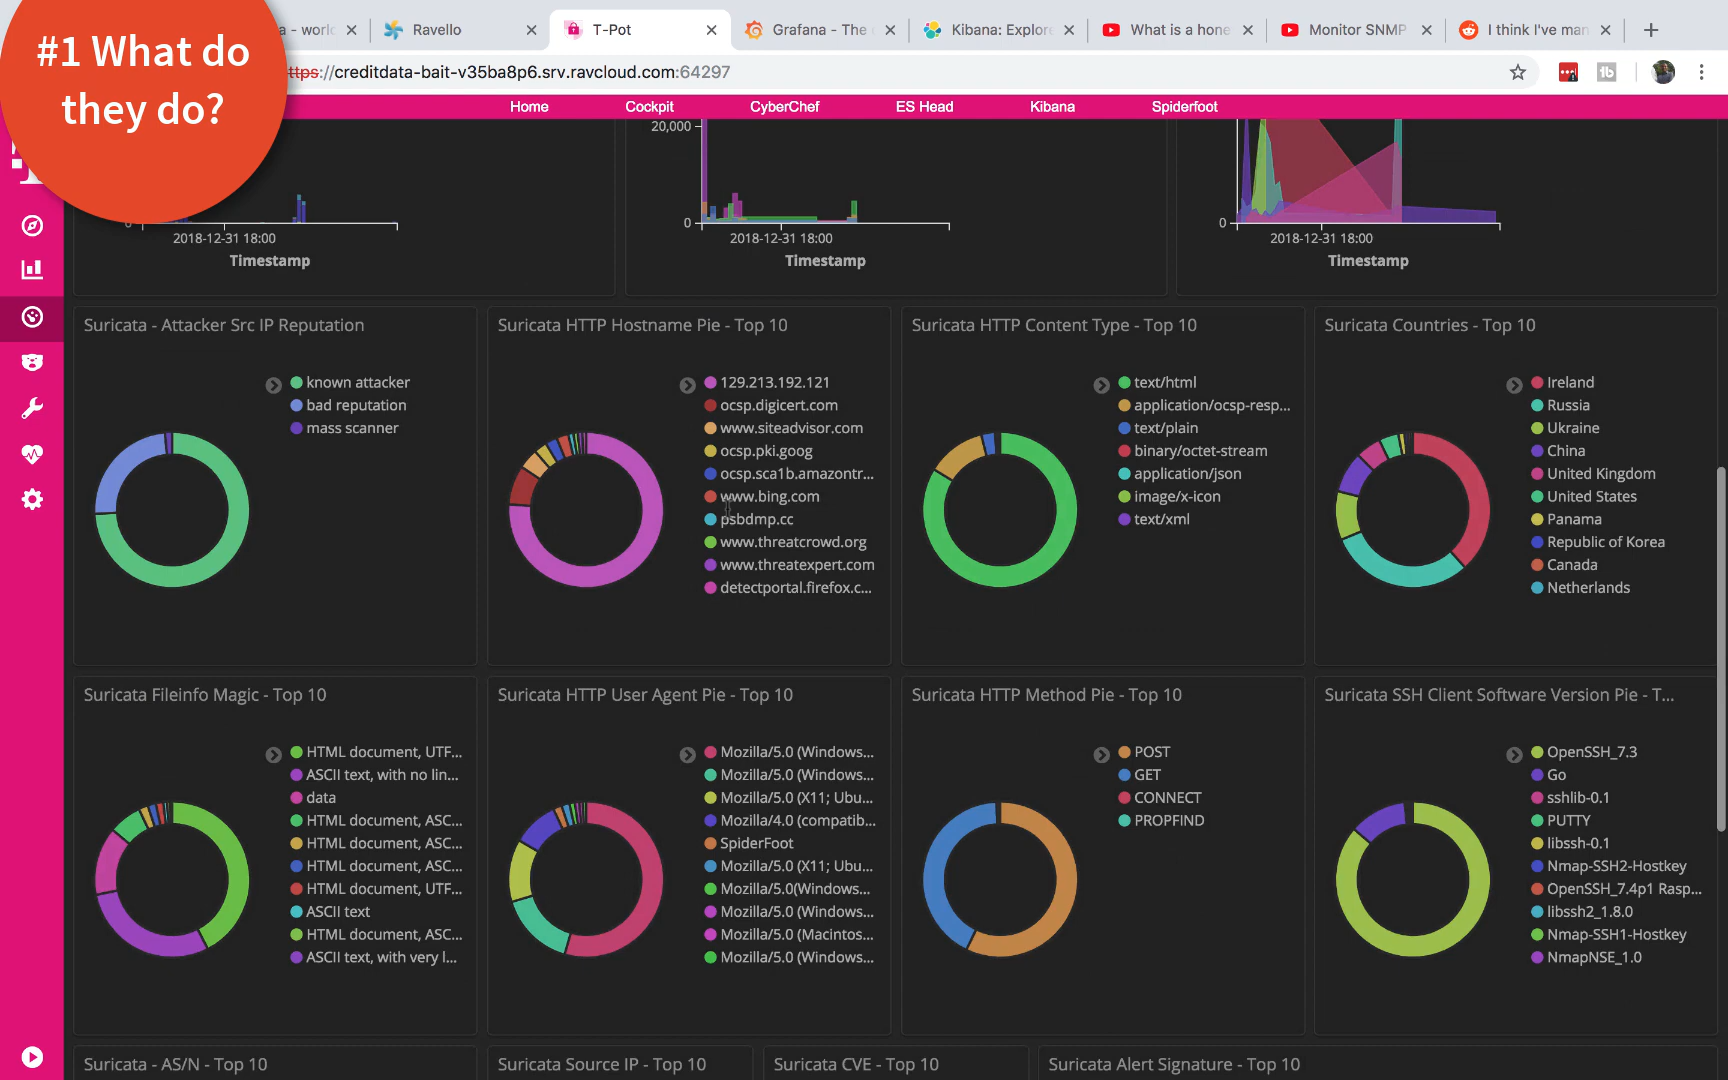 #1 What do
they do?
a - worl
Ravello
T-Pot
Grafana - The
Kibana: Explor
What is a hone
Monitor SNMP
I think I've man
ttps://creditdata-bait-v35ba8p6.srv.ravcloud.com:64297
Home
Cockpit
CyberChef
ES Head
Kibana
Spiderfoot
0
2018-12-31 18:00
Timestamp
20,000
0
2018-12-31 18:00
Timestamp
0
2018-12-31 18:00
Timestamp
Suricata - Attacker Src IP Reputation
known attacker
bad reputation
mass scanner
Suricata HTTP Hostname Pie - Top 10
129.213.192.121
ocsp.digicert.com
www.siteadvisor.com
ocsp.pki.goog
ocsp.sca1b.amazontr...
www.bing.com
psbdmp.cc
www.threatcrowd.org
www.threatexpert.com
detectportal.firefox.c...
Suricata HTTP Content Type - Top 10
text/html
application/ocsp-resp...
text/plain
binary/octet-stream
application/json
image/x-icon
text/xml
Suricata Countries - Top 10
Ireland
Russia
Ukraine
China
United Kingdom
United States
Panama
Republic of Korea
Canada
Netherlands
Suricata Fileinfo Magic - Top 10
HTML document, UTF...
ASCII text, with no lin...
data
HTML document, ASC...
HTML document, ASC...
HTML document, ASC...
HTML document, UTF...
ASCII text
HTML document, ASC...
ASCII text, with very l...
Suricata HTTP User Agent Pie - Top 10
Mozilla/5.0 (Windows...
Mozilla/5.0 (Windows...
Mozilla/5.0 (X11; Ubu...
Mozilla/4.0 (compatib...
SpiderFoot
Mozilla/5.0 (X11; Ubu...
Mozilla/5.0(Windows...
Mozilla/5.0 (Windows...
Mozilla/5.0 (Macintos...
Mozilla/5.0 (Windows...
Suricata HTTP Method Pie - Top 10
POST
GET
CONNECT
PROPFIND
Suricata SSH Client Software Version Pie - T...
OpenSSH_7.3
Go
sshlib-0.1
PUTTY
libssh-0.1
Nmap-SSH2-Hostkey
OpenSSH_7.4p1 Rasp...
libssh2_1.8.0
Nmap-SSH1-Hostkey
NmapNSE_1.0
Suricata - AS/N - Top 10
Suricata Source IP - Top 10
Suricata CVE - Top 10
Suricata Alert Signature - Top 10